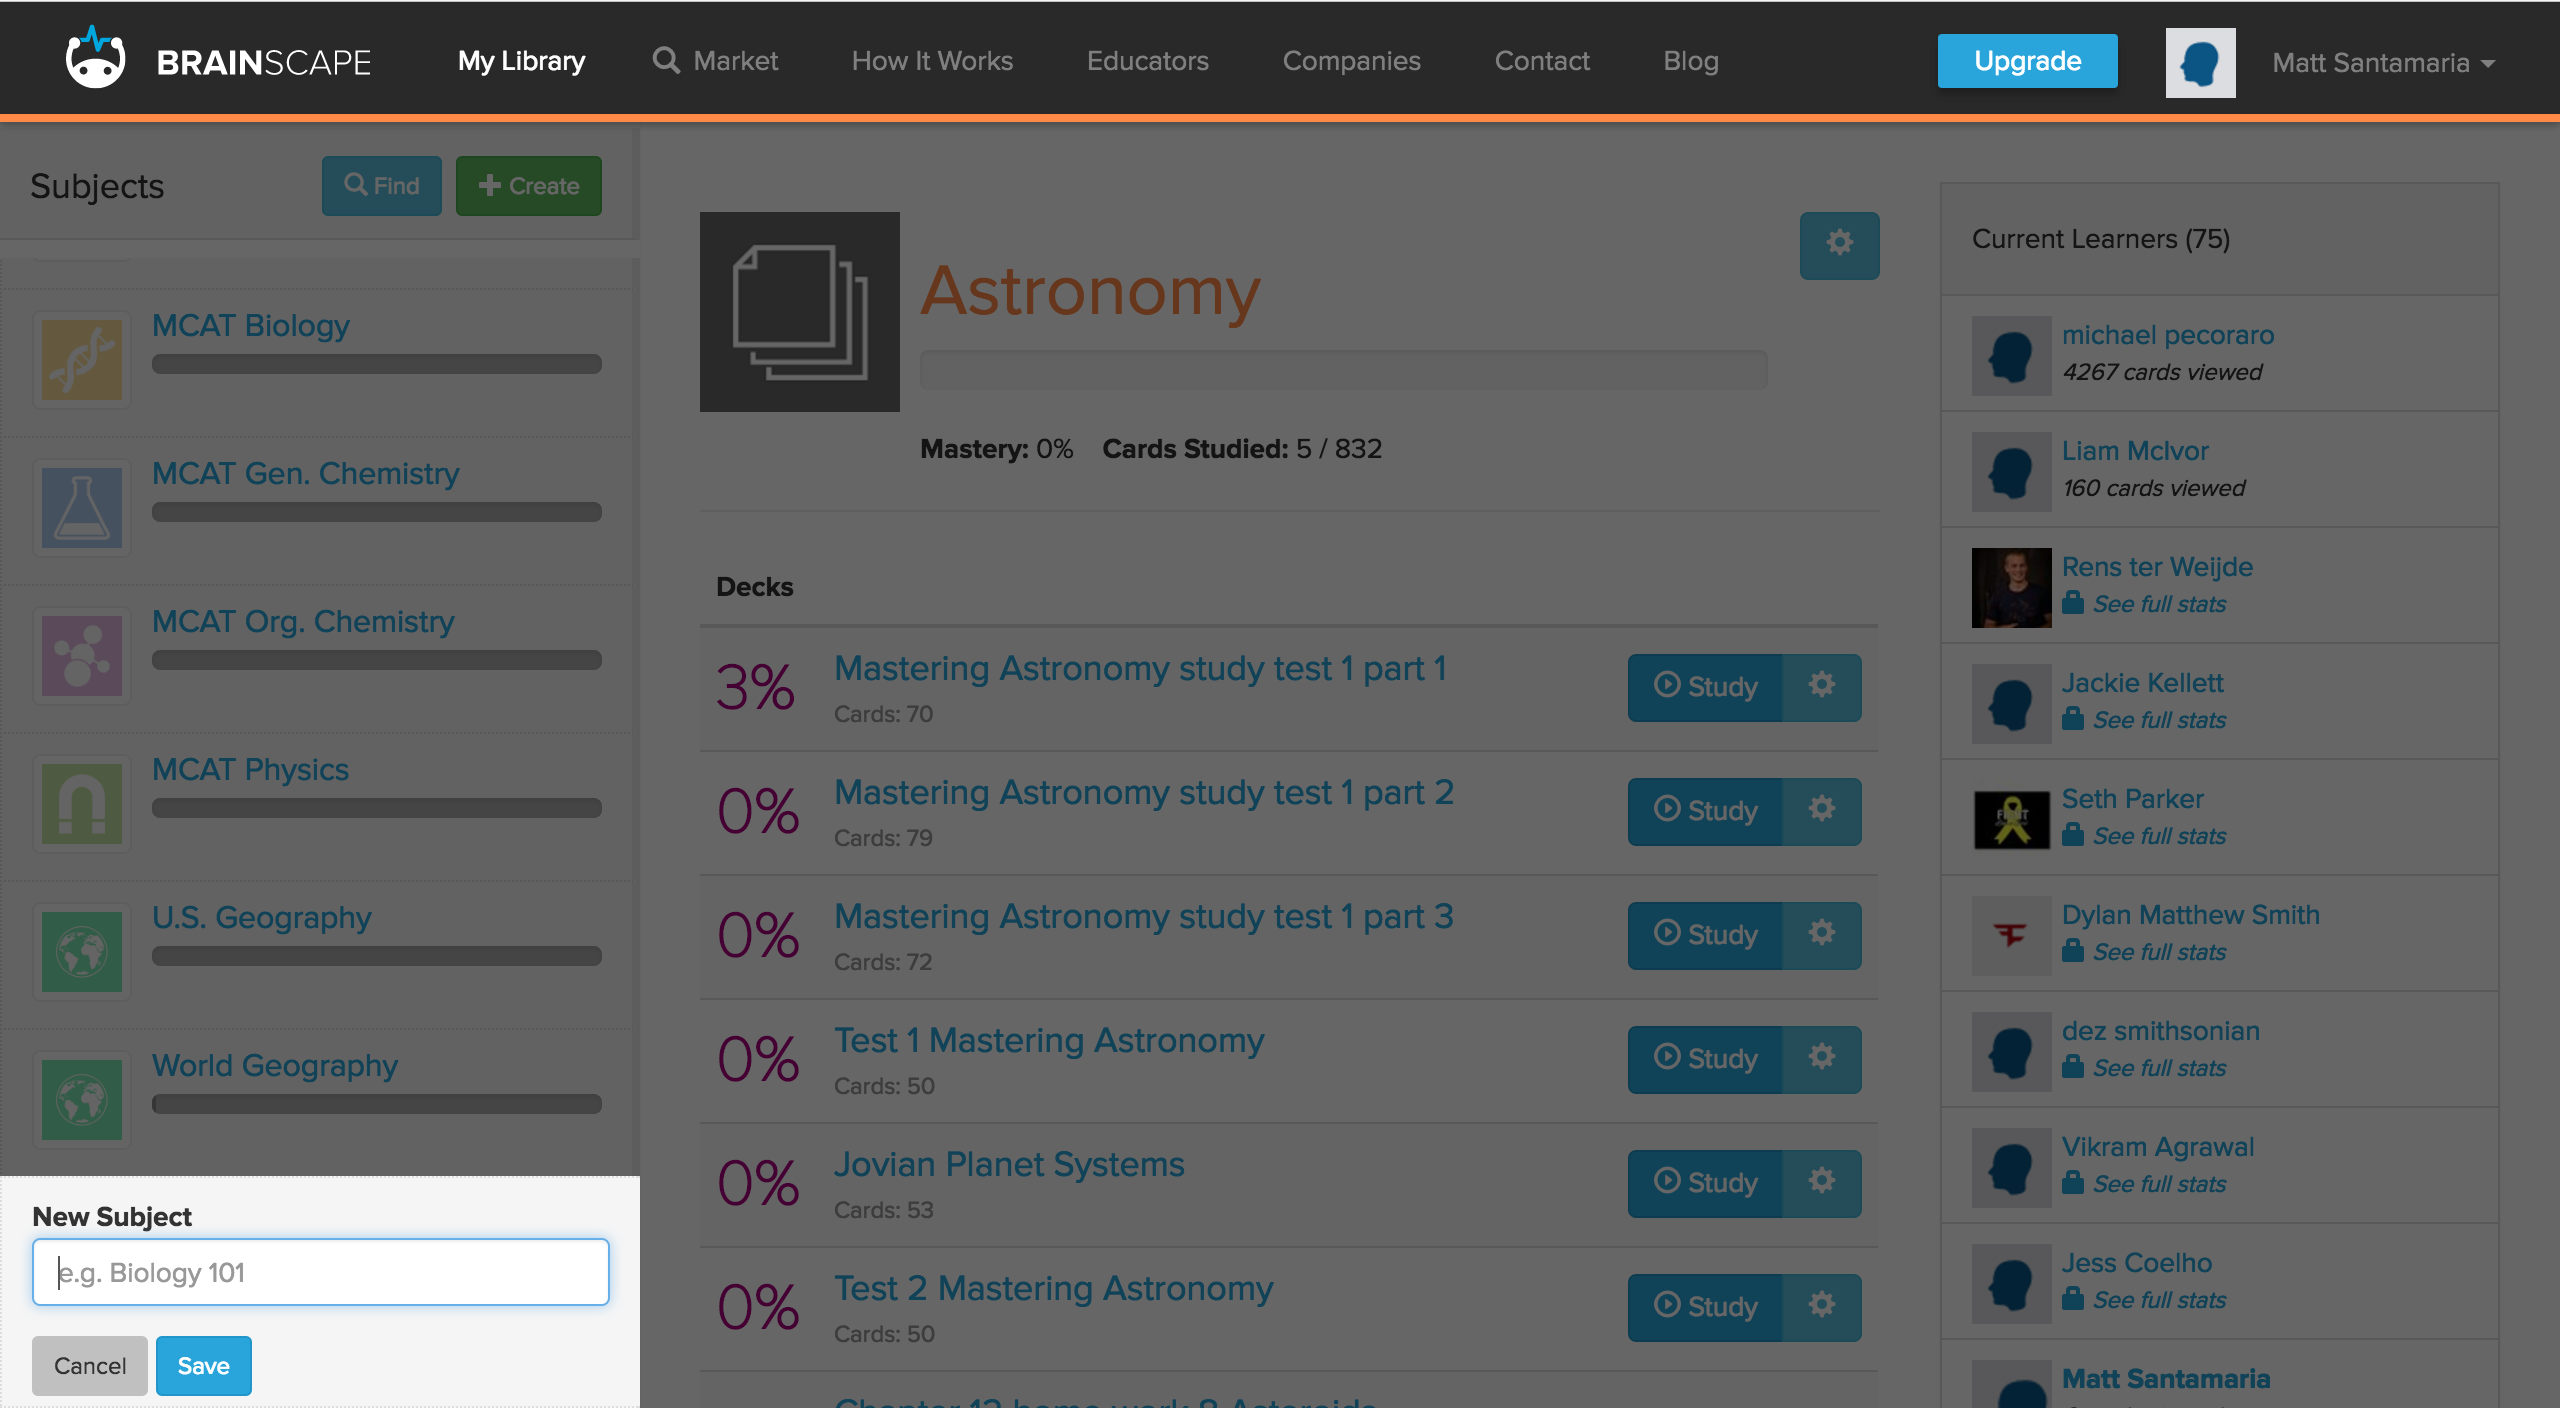 BRAINSCAPE
My Library
Market
How It Works
Educators
Companies
Contact
Blog
Upgrade
Matt Santamaria
Subjects
Find
Create
MCAT Biology
MCAT Gen. Chemistry
MCAT Org. Chemistry
MCAT Physics
U.S. Geography
World Geography
New Subject
e.g. Biology 101
Cancel
Save
Astronomy
Mastery: 0% Cards Studied: 5 / 832
Decks
3%
Mastering Astronomy study test 1 part 1
Cards: 70
Study
0%
Mastering Astronomy study test 1 part 2
Cards: 79
Study
0%
Mastering Astronomy study test 1 part 3
Cards: 72
Study
0%
Test 1 Mastering Astronomy
Cards: 50
Study
0%
Jovian Planet Systems
Cards: 53
Study
0%
Test 2 Mastering Astronomy
Cards: 50
Study
Chapter 12 home work 8 Asteroids
Current Learners (75)
michael pecoraro
4267 cards viewed
Liam McIvor
160 cards viewed
Rens ter Weijde
See full stats
Jackie Kellett
See full stats
Seth Parker
See full stats
Dylan Matthew Smith
See full stats
dez smithsonian
See full stats
Vikram Agrawal
See full stats
Jess Coelho
See full stats
Matt Santamaria